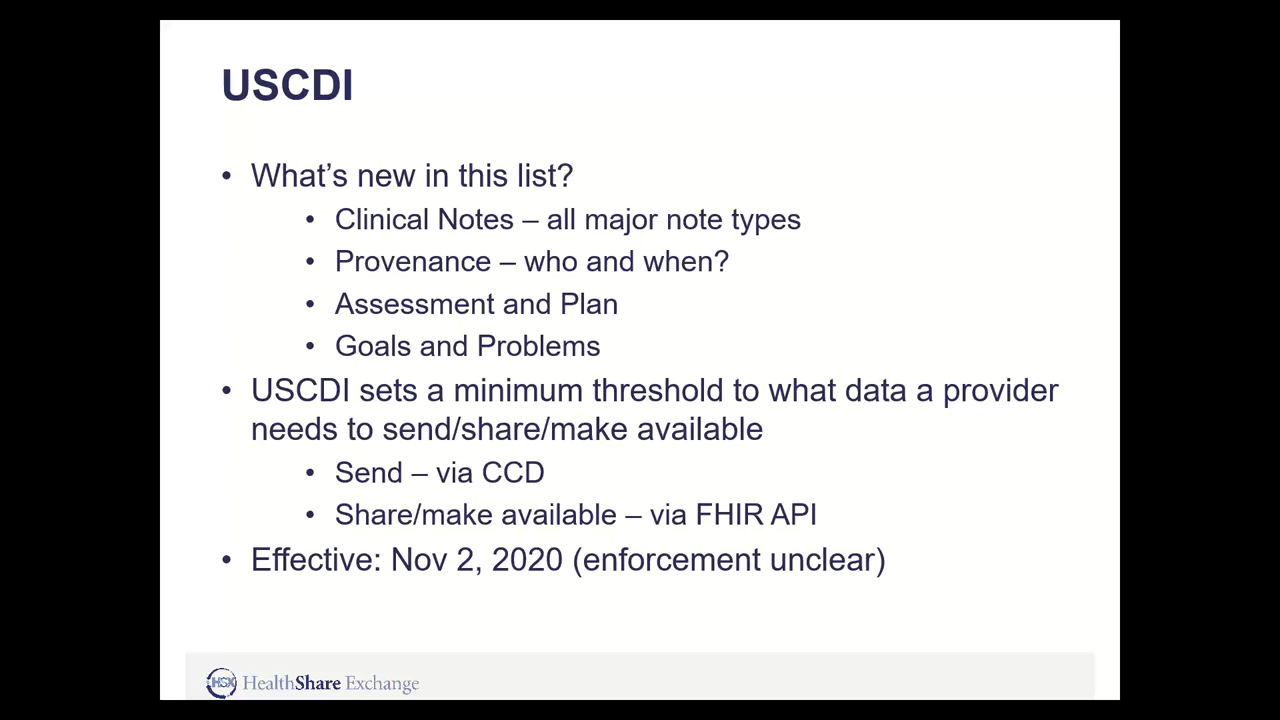 USCDI
• What’s new in this list?
• Clinical Notes – all major note types
• Provenance – who and when?
• Assessment and Plan
• Goals and Problems
• USCDI sets a minimum threshold to what data a provider
needs to send/share/make available
• Send – via CCD
• Share/make available – via FHIR API
• Effective: Nov 2, 2020 (enforcement unclear)
HSX HealthShare Exchange